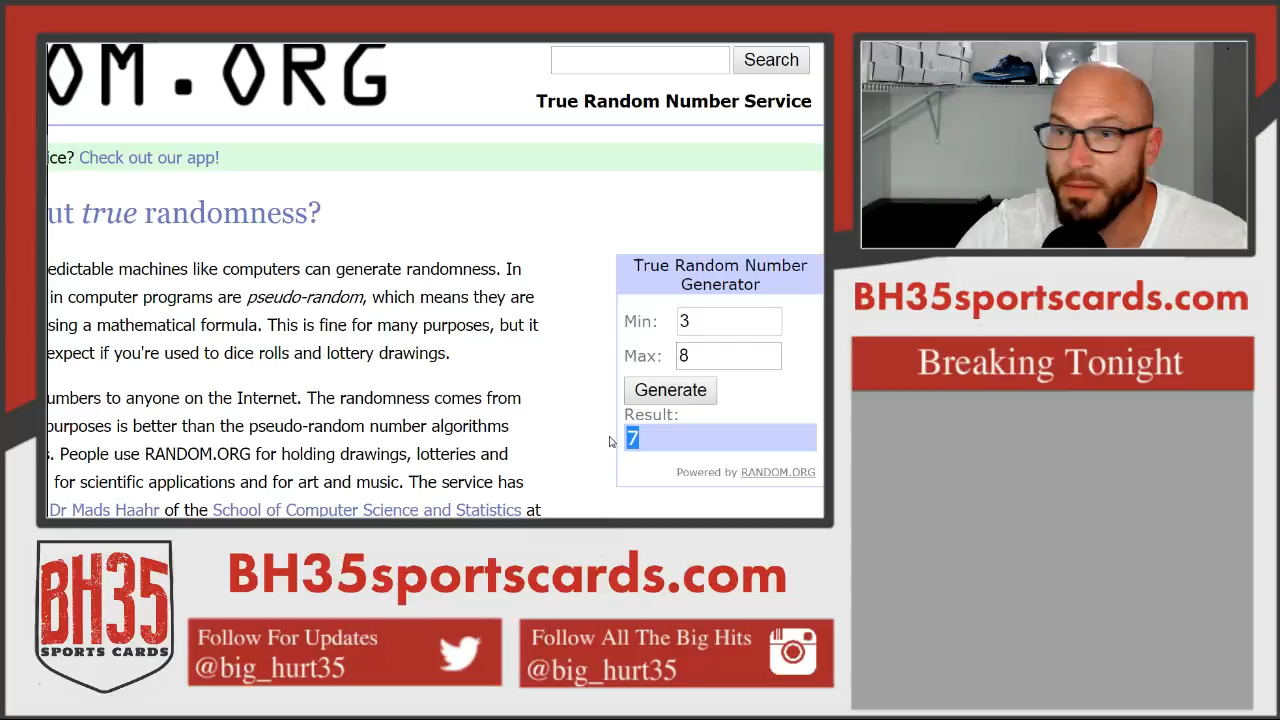 OM.ORG
Search
True Random Number Service
ice? Check out our app!
ut true randomness?
edictable machines like computers can generate randomness. In
in computer programs are pseudo-random, which means they are
sing a mathematical formula. This is fine for many purposes, but it
expect if you're used to dice rolls and lottery drawings.
umbers to anyone on the Internet. The randomness comes from
purposes is better than the pseudo-random number algorithms
s. People use RANDOM.ORG for holding drawings, lotteries and
for scientific applications and for art and music. The service has
Dr Mads Haahr of the School of Computer Science and Statistics at
True Random Number
Generator
Min: 3
Max: 8
Generate
Result:
7
Powered by RANDOM.ORG
BH35sportscards.com
Breaking Tonight
BH35
SPORTS CARDS
BH35sportscards.com
Follow For Updates
@big_hurt35
Follow All The Big Hits
@big_hurt35